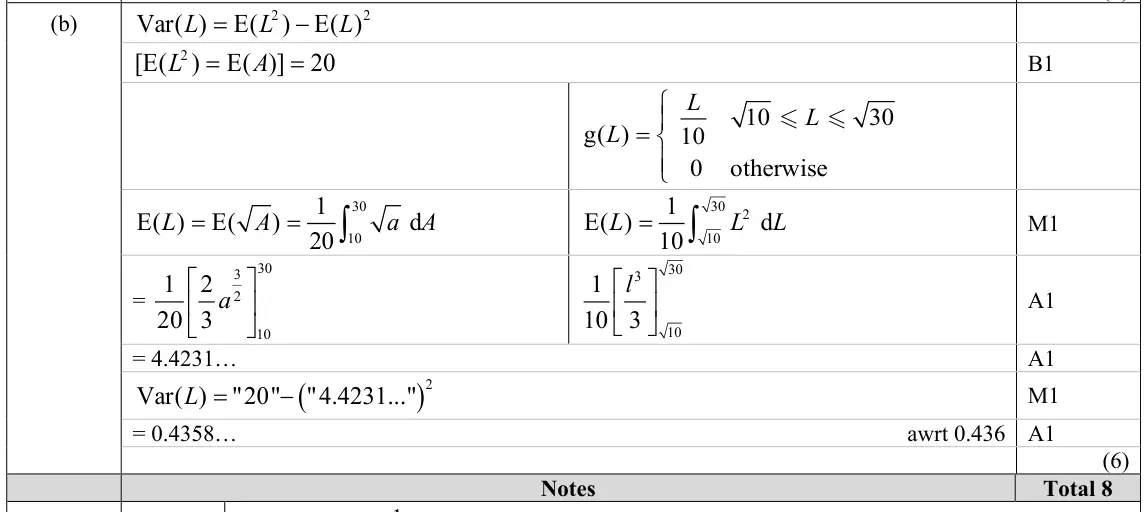 (b) Var(L) = E(L²) − E(L)²
[E(L²) = E(A)] = 20 B1
g(L) = { L/10 √10 ⩽ L ⩽ √30
0 otherwise
E(L) = E(√A) = 1/20 ∫₁₀³⁰ √a dA E(L) = 1/10 ∫_√10^√30 L² dL M1
= 1/20 [2/3 a^(3/2)]₁₀³⁰ 1/10 [l³/3]_√10^√30 A1
= 4.4231… A1
Var(L) = "20"− ("4.4231...")² M1
= 0.4358… awrt 0.436 A1
(6)
Notes Total 8